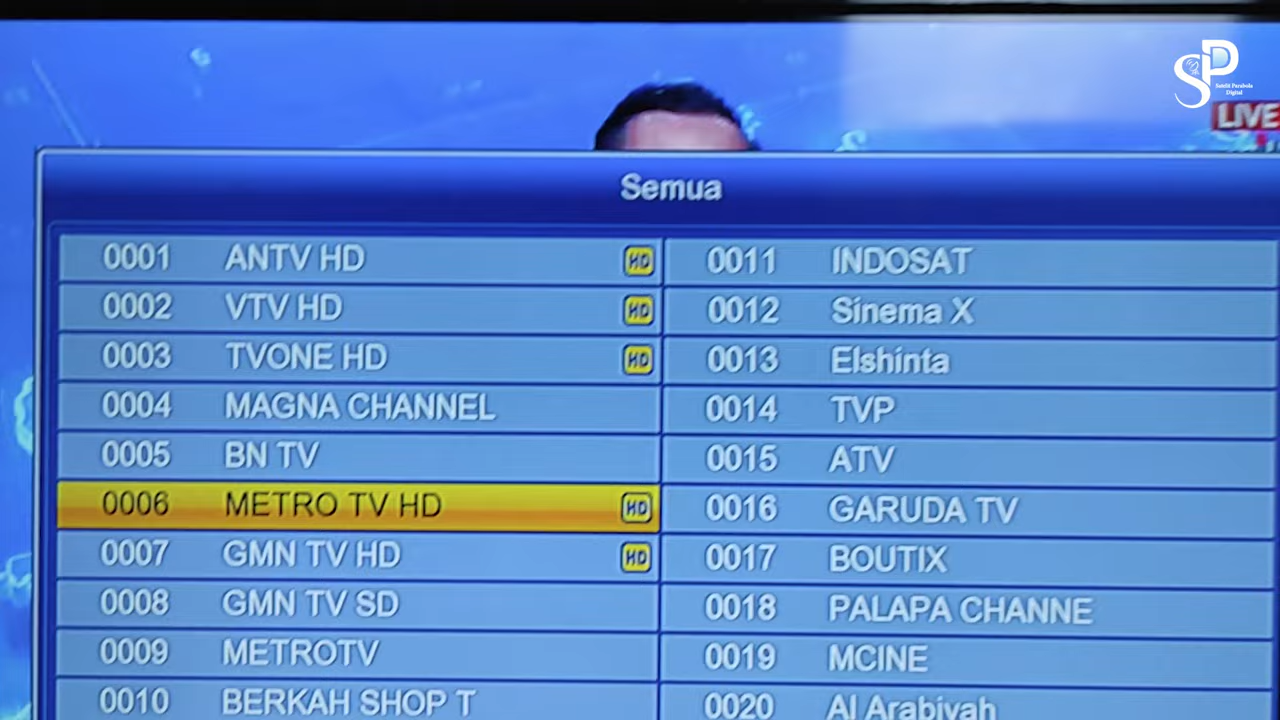 SP
Satelit Parabola
Digital
LIVE
Semua
0001 ANTV HD HD
0002 VTV HD HD
0003 TVONE HD HD
0004 MAGNA CHANNEL
0005 BN TV
0006 METRO TV HD HD
0007 GMN TV HD HD
0008 GMN TV SD
0009 METROTV
0010 BERKAH SHOP T
0011 INDOSAT
0012 Sinema X
0013 Elshinta
0014 TVP
0015 ATV
0016 GARUDA TV
0017 BOUTIX
0018 PALAPA CHANNE
0019 MCINE
0020 Al Arabiyah